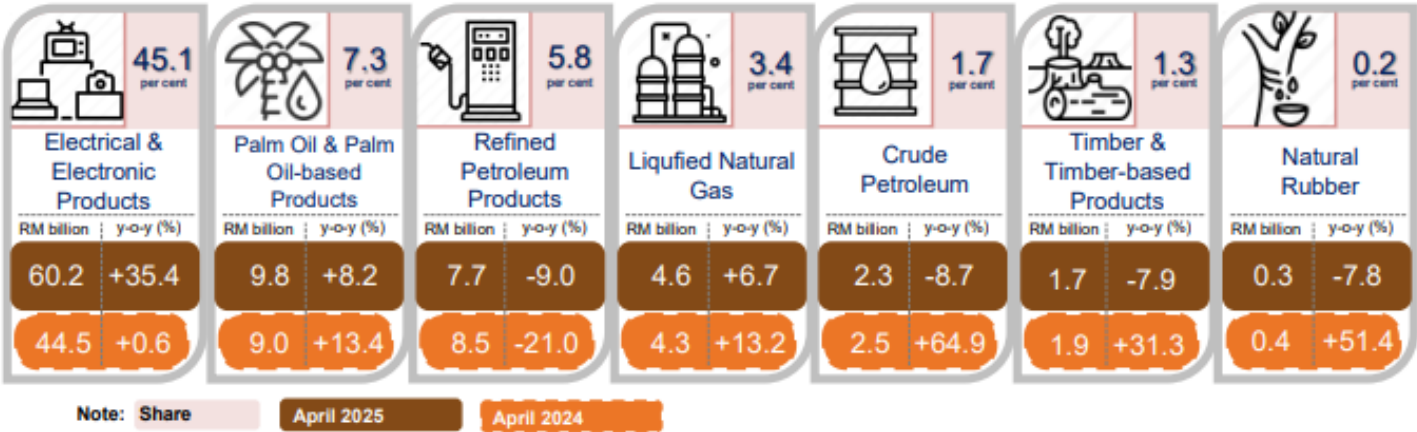 45.1
per cent
Electrical &
Electronic
Products
RM billion y-o-y (%)
60.2 +35.4
44.5 +0.6
7.3
per cent
Palm Oil & Palm
Oil-based
Products
RM billion y-o-y (%)
9.8 +8.2
9.0 +13.4
5.8
per cent
Refined
Petroleum
Products
RM billion y-o-y (%)
7.7 -9.0
8.5 -21.0
3.4
per cent
Liqufied Natural
Gas
RM billion y-o-y (%)
4.6 +6.7
4.3 +13.2
1.7
per cent
Crude
Petroleum
RM billion y-o-y (%)
2.3 -8.7
2.5 +64.9
1.3
per cent
Timber &
Timber-based
Products
RM billion y-o-y (%)
1.7 -7.9
1.9 +31.3
0.2
per cent
Natural
Rubber
RM billion y-o-y (%)
0.3 -7.8
0.4 +51.4
Note: Share April 2025 April 2024